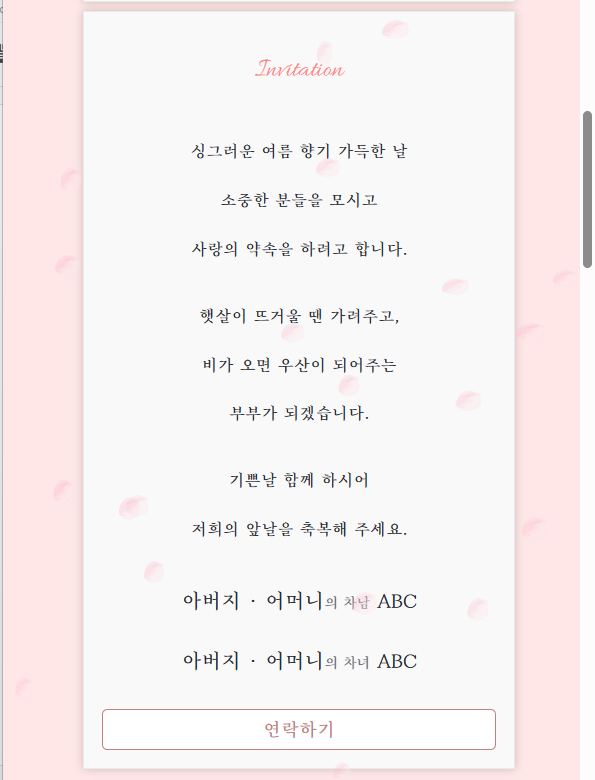 Invitation
싱그러운 여름 향기 가득한 날
소중한 분들을 모시고
사랑의 약속을 하려고 합니다.
햇살이 뜨거울 땐 가려주고,
비가 오면 우산이 되어주는
부부가 되겠습니다.
기쁜날 함께 하시어
저희의 앞날을 축복해 주세요.
아버지 · 어머니의 차남 ABC
아버지 · 어머니의 차녀 ABC
연락하기